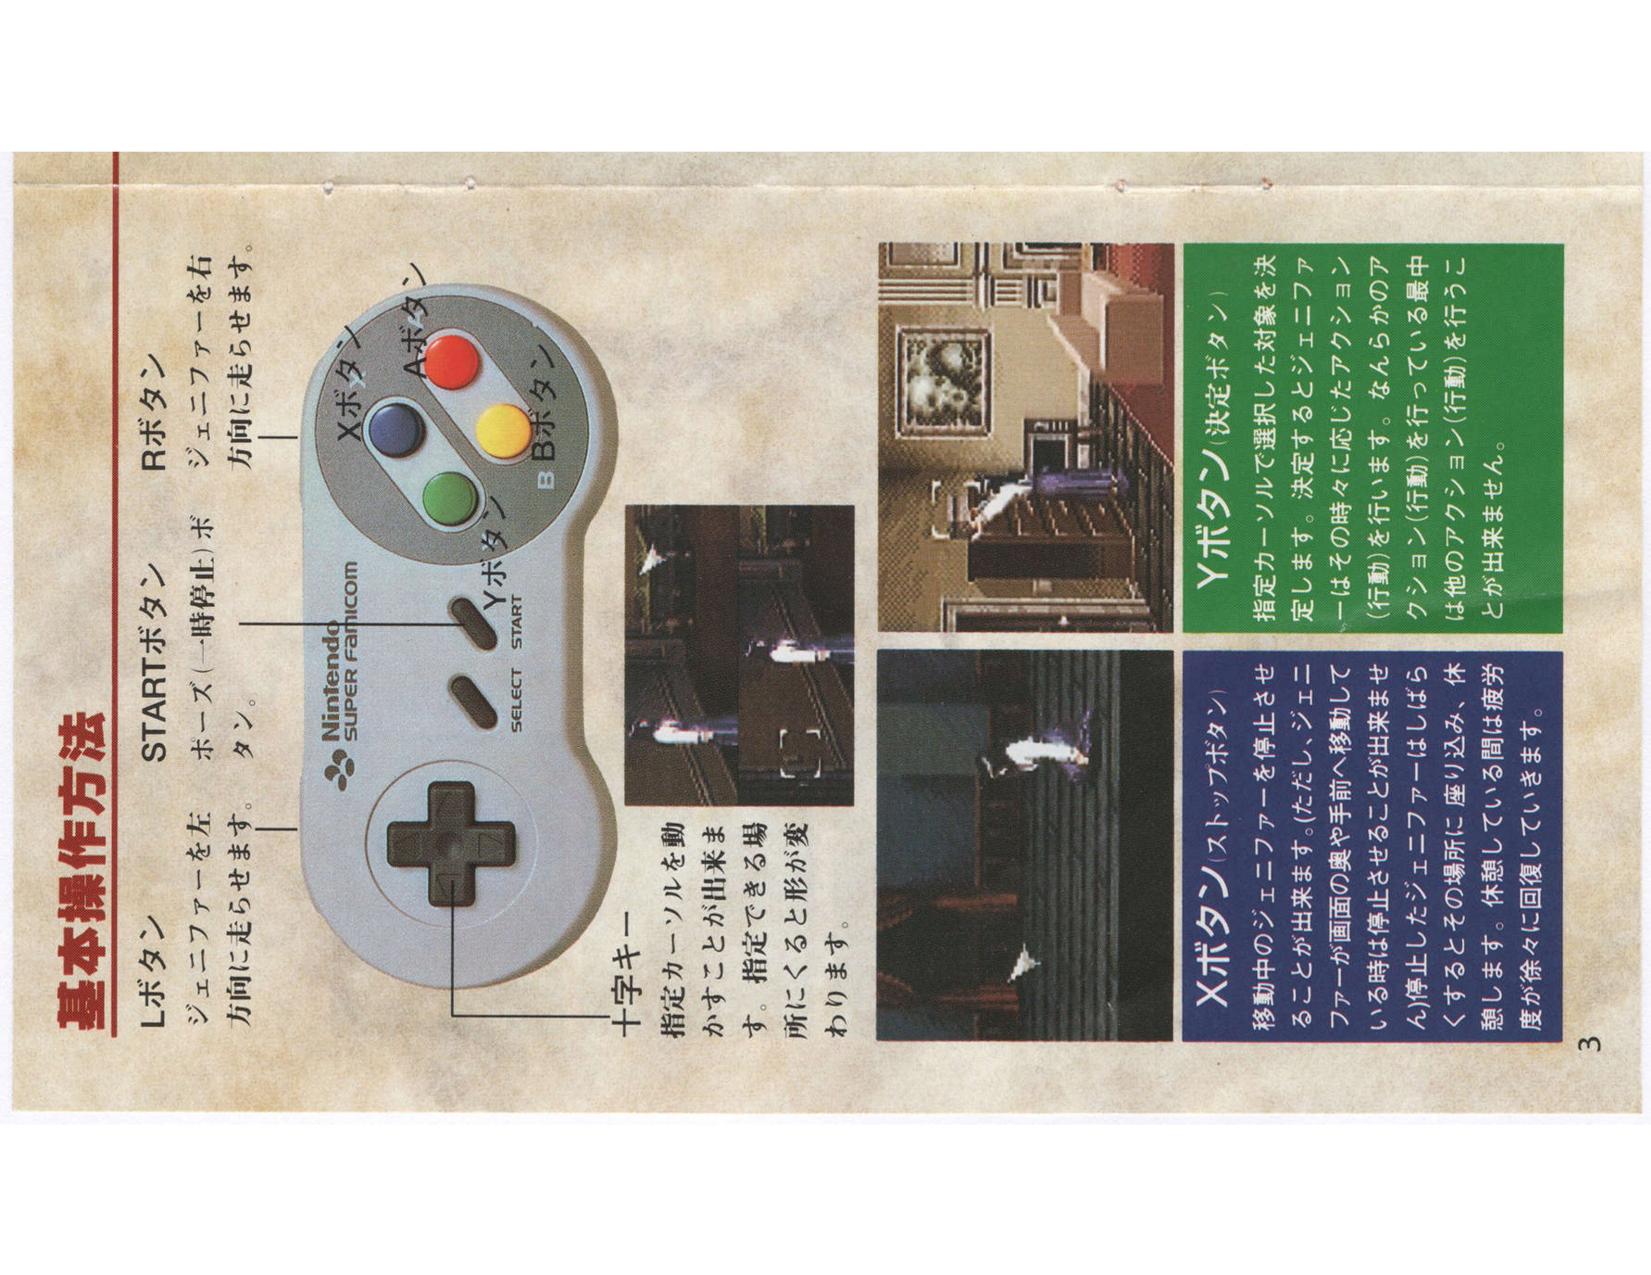 基本操作方法
Lボタン
ジェニファーを左
方向に走らせます。
STARTボタン
ポーズ(一時停止)ボ
タン。
Rボタン
ジェニファーを右
方向に走らせます。
Nintendo
SUPER FAMICOM
X
Xボタン
A
Aボタン
Yボタン
B Bボタン
SELECT START
十字キー
指定カーソルを動
かすことが出来ま
す。指定できる場
所にくると形が変
わります。
Xボタン(ストップボタン)
移動中のジェニファーを停止させ
ることが出来ます。(ただし、ジェニ
ファーが画面の奥や手前へ移動して
いる時は停止させることが出来ませ
ん)停止したジェニファーはしばら
くするとその場所に 座り込み、休
憩します。休憩している間は疲労
度が徐々に回復していきます。
Yボタン(決定ボタン)
指定カーソルで選択した対象を決
定します。決定するとジェニファ
ーはその時々に応じたアクション
(行動)を行います。なんらかのア
クション(行動)を行っている最中
は他のアクション(行動)を行うこ
とが出来ません。
3